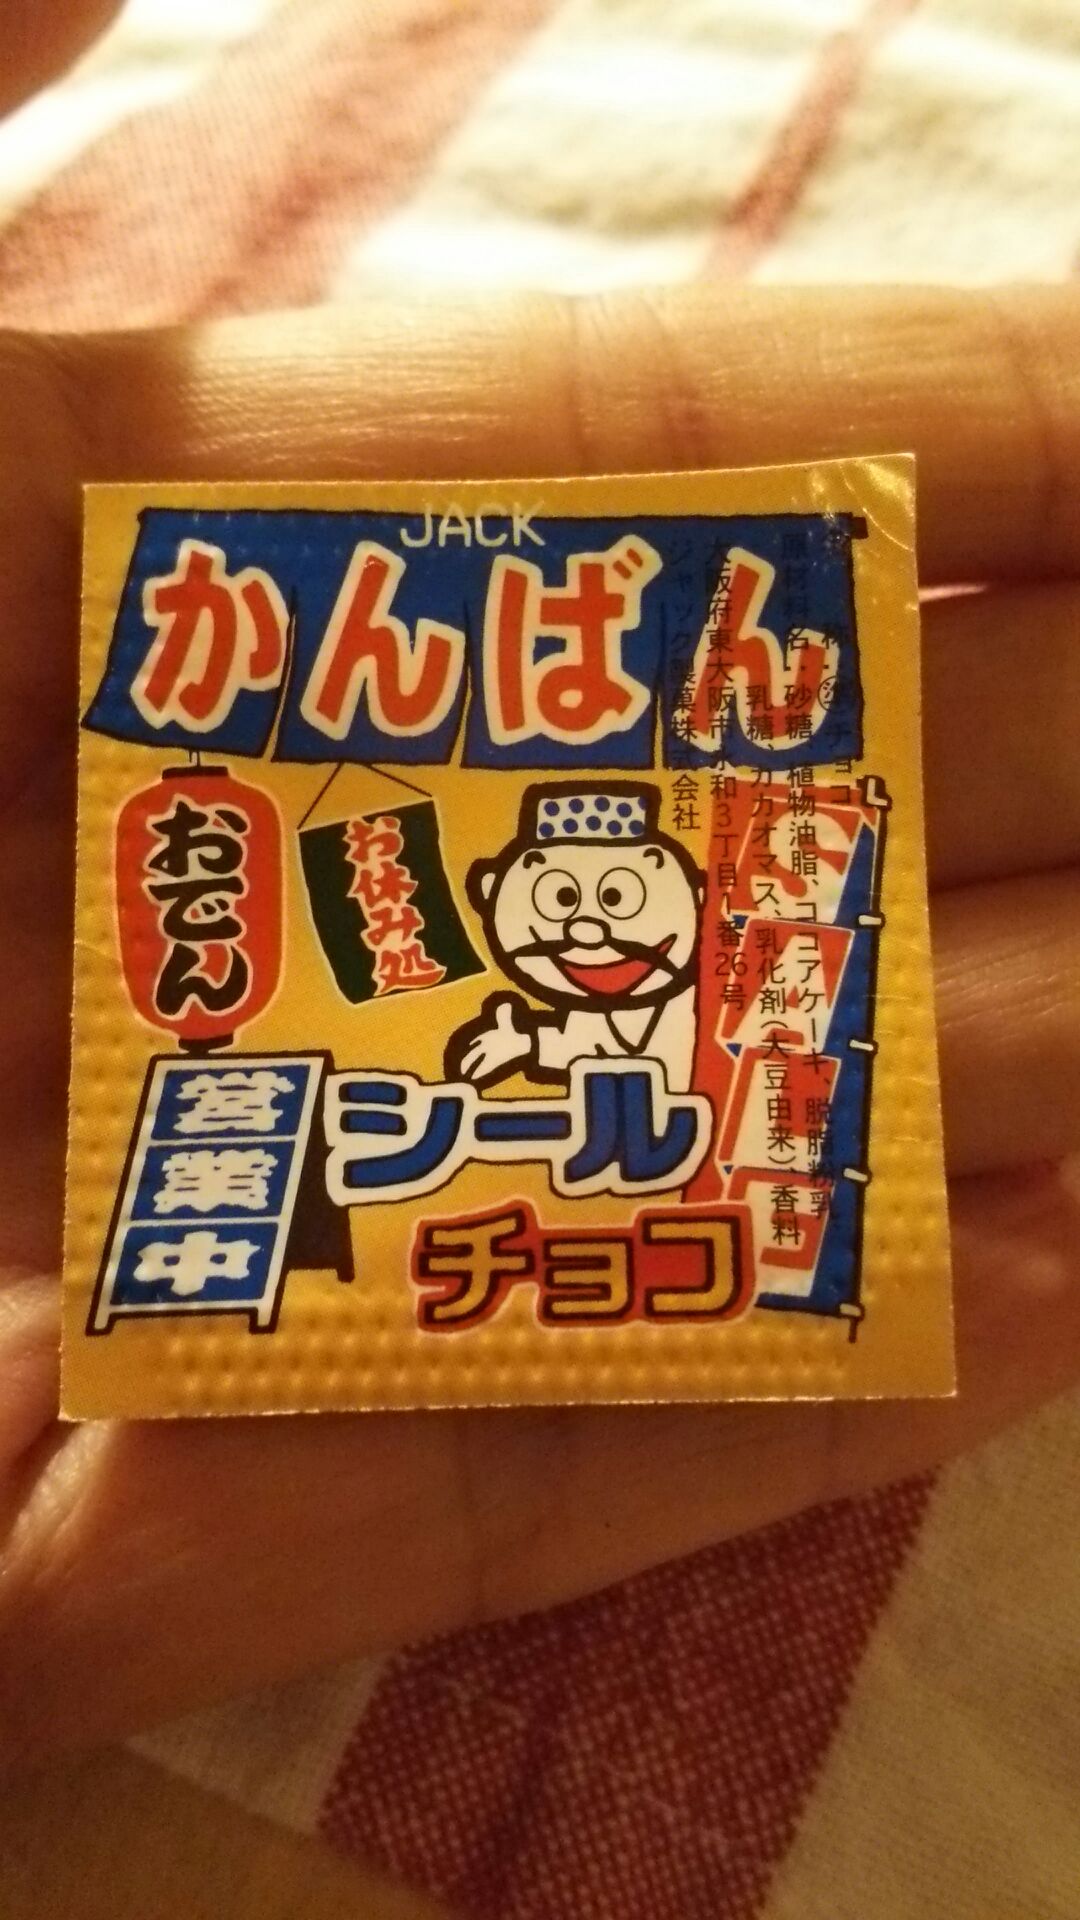 JACK
かんばん
おでん
お休み処
営業中
シール
チョコ
名 称:準チョコ
原材料名:砂糖、植物油脂、ココアケーキ、脱脂粉乳
乳糖、カカオマス、乳化剤(大豆由来)、香料
大阪府東大阪市永和3丁目1番26号
ジャック製菓株式会社